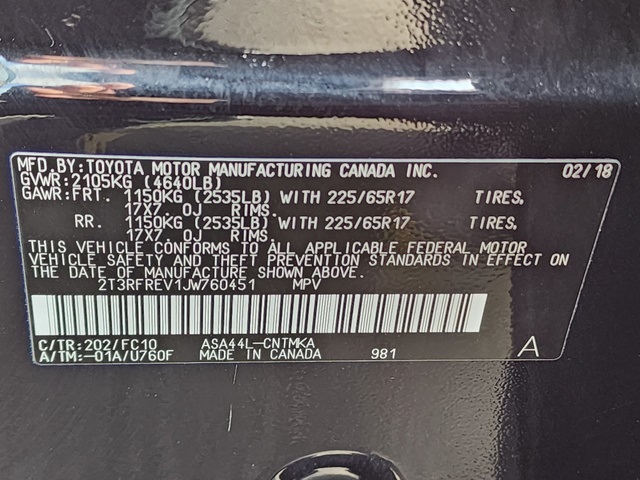 MFD.BY:TOYOTA MOTOR MANUFACTURING CANADA INC. 02/18
GVWR:2105KG (4640LB)
GAWR:FRT. 1150KG (2535LB) WITH 225/65R17 TIRES,
17X7 0J RIMS.
RR. 1150KG (2535LB) WITH 225/65R17 TIRES,
17X7 0J RIMS.
THIS VEHICLE CONFORMS TO ALL APPLICABLE FEDERAL MOTOR
VEHICLE SAFETY AND THEFT PREVENTION STANDARDS IN EFFECT ON
THE DATE OF MANUFACTURE SHOWN ABOVE.
2T3RFREV1JW760451 MPV
C/TR:202/FC10 ASA44L-CNTMKA
A/TM:-01A/U760F MADE IN CANADA 981 A